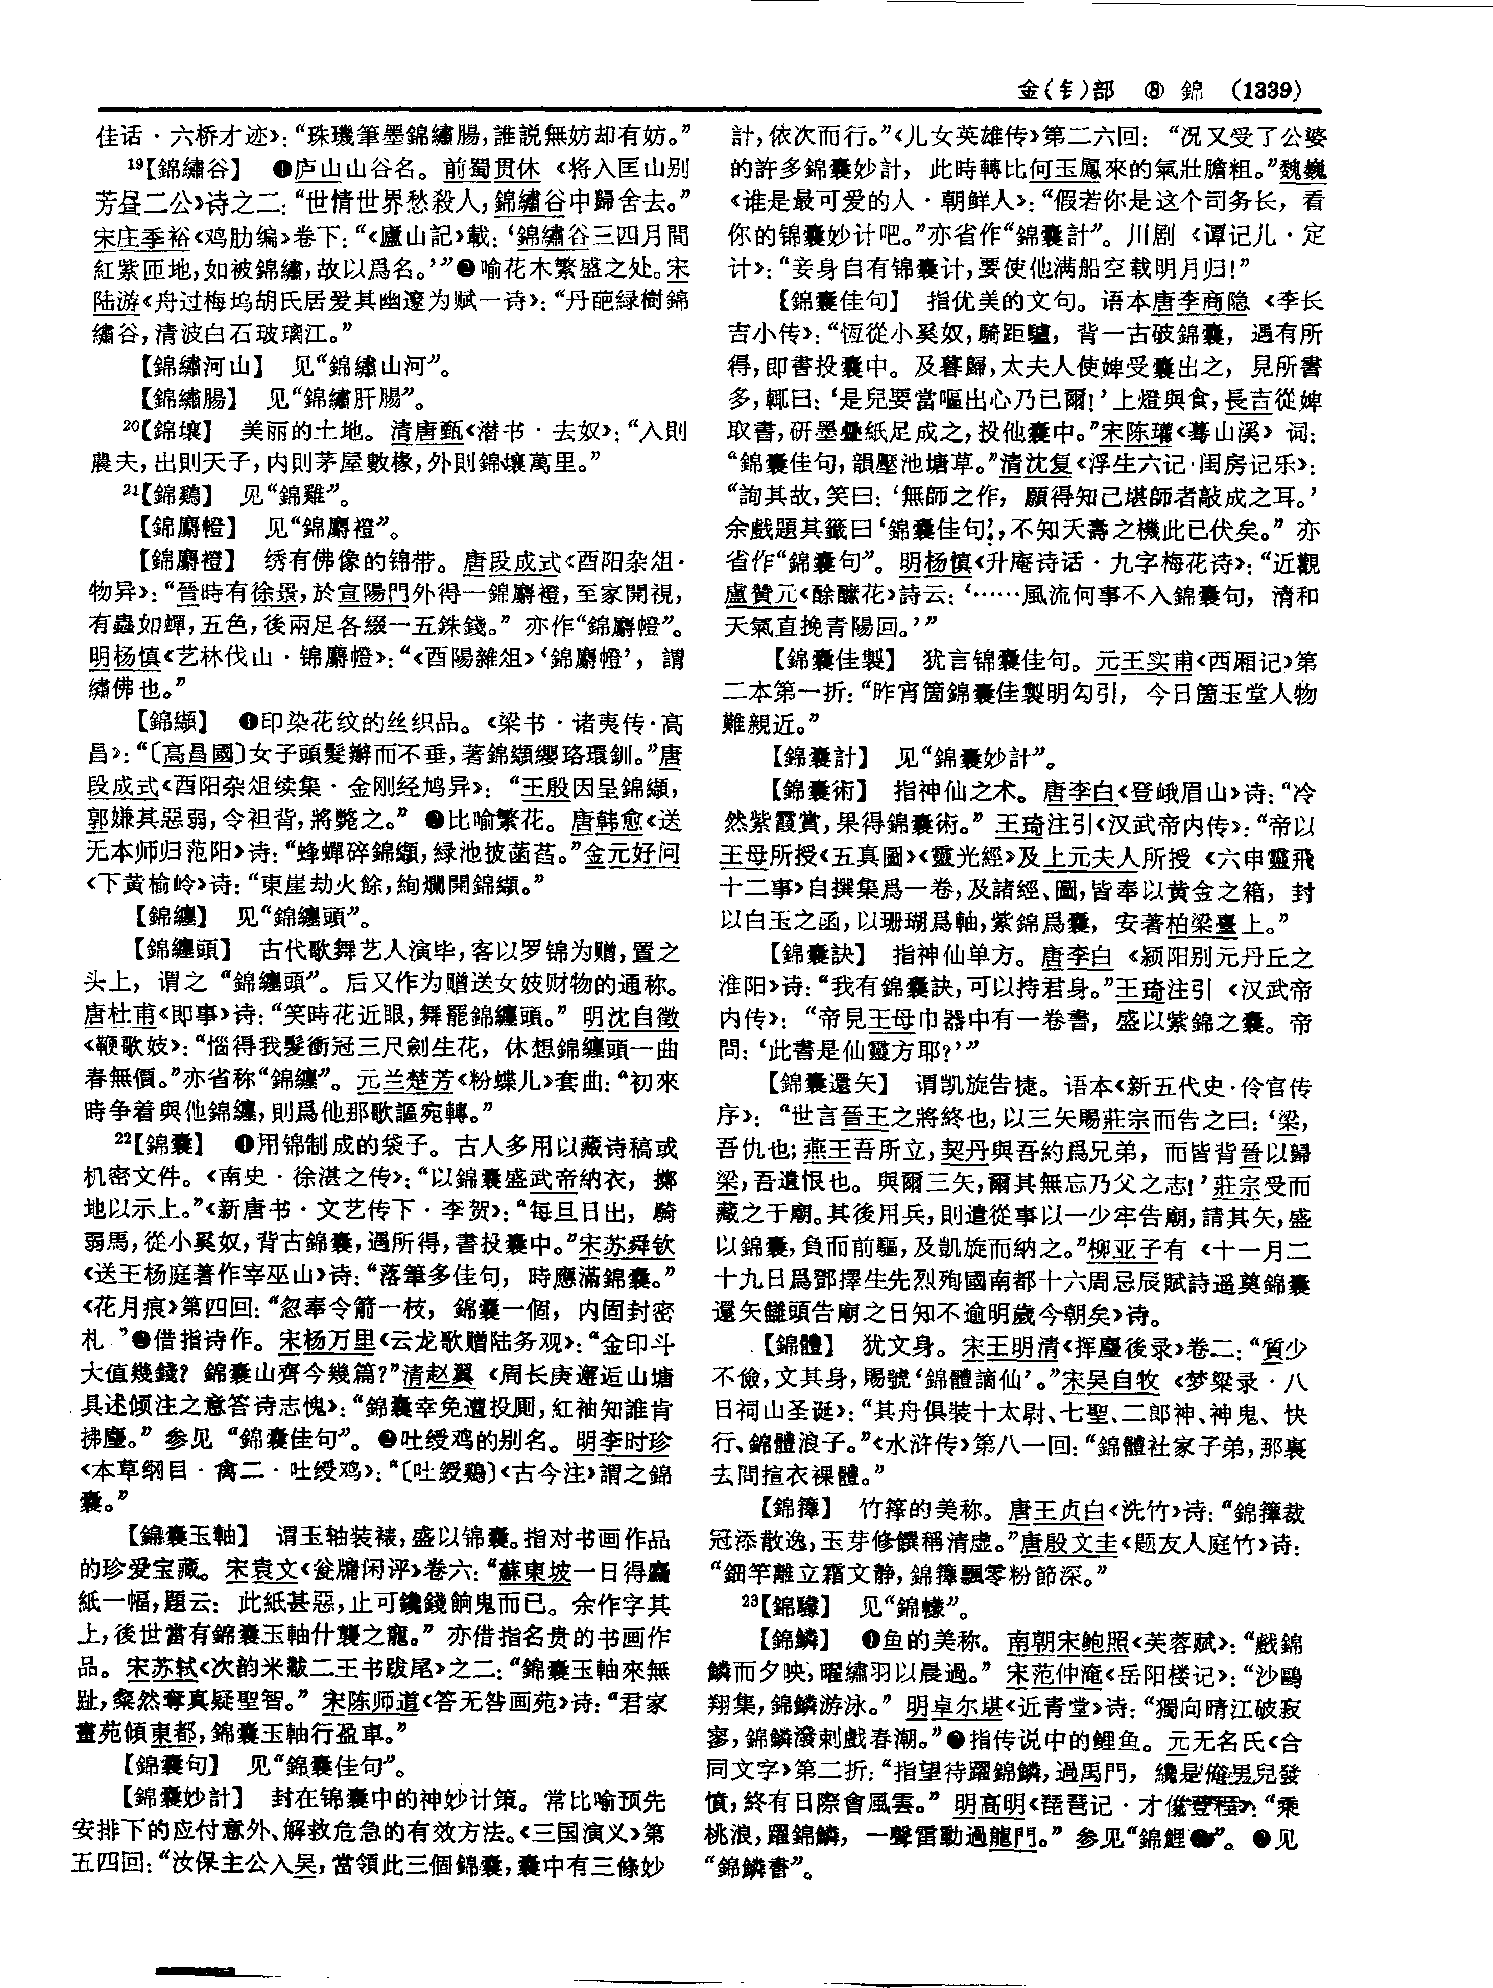 金(钅)部 ⑧ 錦 (1339)
佳话·六桥才迹》：“珠璣筆墨錦繡腸，誰説無妨却有妨。”
19【錦繡谷】 ❶庐山山谷名。前蜀贯休《将入匡山别
芳昼二公》诗之二：“世情世界愁殺人，錦繡谷中歸舍去。”
宋庄季裕《鸡肋编》卷下：“《廬山記》載：‘錦繡谷三四月間
紅紫匝地，如被錦繡，故以爲名。’”❷喻花木繁盛之处。宋
陆游《舟过梅坞胡氏居爱其幽邃为赋一诗》：“丹葩緑樹錦
繡谷，清波白石玻璃江。”
【錦繡河山】 见“錦繡山河”。
【錦繡腸】 见“錦繡肝腸”。
20【錦壤】 美丽的土地。清唐甄《潜书·去奴》：“入則
農夫，出則天子，内則茅屋數椽，外則錦壤萬里。”
21【錦鷄】 见“錦雞”。
【錦麝幐】 见“錦麝䙞”。
【錦麝䙞】 绣有佛像的锦带。唐段成式《酉阳杂俎·
物异》：“晉時有徐景，於宣陽門外得一錦麝䙞，至家開視，
有蟲如蟬，五色，後兩足各綴一五銖錢。”亦作“錦麝幐”。
明杨慎《艺林伐山·锦麝幐》：“《酉陽雜俎》‘錦麝幐’，謂
繡佛也。”
【錦纈】 ❶印染花纹的丝织品。《梁书·诸夷传·高
昌》：“〔高昌國〕女子頭髮辮而不垂，著錦纈纓珞環釧。”唐
段成式《酉阳杂俎续集·金刚经鸠异》：“王殷因呈錦纈，
郭嫌其惡弱，令袒背，將斃之。”❷比喻繁花。唐韩愈《送
无本师归范阳》诗：“蜂蟬碎錦纈，緑池披菡萏。”金元好问
《下黄榆岭》诗：“東崖劫火餘，絢爛開錦纈。”
【錦纏】 见“錦纏頭”。
【錦纏頭】 古代歌舞艺人演毕，客以罗锦为赠，置之
头上，谓之“錦纏頭”。后又作为赠送女妓财物的通称。
唐杜甫《即事》诗：“笑時花近眼，舞罷錦纏頭。”明沈自徵
《鞭歌妓》：“惱得我髮衝冠三尺劍生花，休想錦纏頭一曲
春無價。”亦省称“錦纏”。元兰楚芳《粉蝶儿》套曲：“初來
時争着與他錦纏，則爲他那歌謳宛轉。”
22【錦囊】 ❶用锦制成的袋子。古人多用以藏诗稿或
机密文件。《南史·徐湛之传》：“以錦囊盛武帝納衣，擲
地以示上。”《新唐书·文艺传下·李贺》：“每旦日出，騎
弱馬，從小奚奴，背古錦囊，遇所得，書投囊中。”宋苏舜钦
《送王杨庭著作宰巫山》诗：“落筆多佳句，時應滿錦囊。”
《花月痕》第四回：“忽奉令箭一枝，錦囊一個，内固封密
札 ”❷借指诗作。宋杨万里《云龙歌赠陆务观》：“金印斗
大值幾錢？錦囊山齊今幾篇？”清赵翼《周长庚邂逅山塘
具述倾注之意答诗志愧》：“錦囊幸免遭投厠，紅袖知誰肯
拂塵。”参见“錦囊佳句”。❸吐绶鸡的别名。明李时珍
《本草纲目·禽二·吐绶鸡》：“〔吐綬鷄〕《古今注》謂之錦
囊。”
【錦囊玉軸】 谓玉轴装裱，盛以锦囊。指对书画作品
的珍爱宝藏。宋袁文《瓮牖闲评》卷六：“蘇東坡一日得麤
紙一幅，題云：此紙甚惡，止可鑱錢餉鬼而已。余作字其
上，後世當有錦囊玉軸什襲之寵。”亦借指名贵的书画作
品。宋苏轼《次韵米黻二王书跋尾》之二：“錦囊玉軸來無
趾，粲然奪真疑聖智。”宋陈师道《答无咎画苑》诗：“君家
畫苑傾東都，錦囊玉軸行盈車。”
【錦囊句】 见“錦囊佳句”。
【錦囊妙計】 封在锦囊中的神妙计策。常比喻预先
安排下的应付意外、解救危急的有效方法。《三国演义》第
五四回：“汝保主公入吴，當領此三個錦囊，囊中有三條妙
計，依次而行。”《儿女英雄传》第二六回：“况又受了公婆
的許多錦囊妙計，此時轉比何玉鳳來的氣壯膽粗。”魏巍
《谁是最可爱的人·朝鲜人》：“假若你是这个司务长，看
你的锦囊妙计吧。”亦省作“錦囊計”。川剧《谭记儿·定
计》：“妾身自有锦囊计，要使他满船空载明月归！”
【錦囊佳句】 指优美的文句。语本唐李商隐《李长
吉小传》：“恆從小奚奴，騎距驢，背一古破錦囊，遇有所
得，即書投囊中。及暮歸，太夫人使婢受囊出之，見所書
多，輒曰：‘是兒要當嘔出心乃已爾！’上燈與食，長吉從婢
取書，研墨疊紙足成之，投他囊中。”宋陈瓘《蓦山溪》词：
“錦囊佳句，韻壓池塘草。”清沈复《浮生六记·闺房记乐》：
“詢其故，笑曰：‘無師之作，願得知己堪師者敲成之耳。’
余戲題其籤曰‘錦囊佳句’，不知夭壽之機此已伏矣。”亦
省作“錦囊句”。明杨慎《升庵诗话·九字梅花诗》：“近觀
盧贊元《酴醾花》詩云：‘……風流何事不入錦囊句，清和
天氣直挽青陽回。’”
【錦囊佳製】 犹言锦囊佳句。元王实甫《西厢记》第
二本第一折：“昨宵箇錦囊佳製明勾引，今日箇玉堂人物
難親近。”
【錦囊計】 见“錦囊妙計”。
【錦囊術】 指神仙之术。唐李白《登峨眉山》诗：“冷
然紫霞賞，果得錦囊術。”王琦注引《汉武帝内传》：“帝以
王母所授《五真圖》《靈光經》及上元夫人所授《六甲靈飛
十二事》自撰集爲一卷，及諸經、圖，皆奉以黄金之箱，封
以白玉之函，以珊瑚爲軸，紫錦爲囊，安著柏梁臺上。”
【錦囊訣】 指神仙单方。唐李白《颍阳别元丹丘之
淮阳》诗：“我有錦囊訣，可以持君身。”王琦注引《汉武帝
内传》：“帝見王母巾器中有一卷書，盛以紫錦之囊。帝
問：‘此書是仙靈方耶？’”
【錦囊還矢】 谓凯旋告捷。语本《新五代史·伶官传
序》：“世言晉王之將終也，以三矢賜莊宗而告之曰：‘梁，
吾仇也；燕王吾所立，契丹與吾約爲兄弟，而皆背晉以歸
梁，吾遺恨也。與爾三矢，爾其無忘乃父之志！’莊宗受而
藏之于廟。其後用兵，則遣從事以一少牢告廟，請其矢，盛
以錦囊，負而前驅，及凱旋而納之。”柳亚子有《十一月二
十九日爲鄧擇生先烈殉國南都十六周忌辰賦詩遥奠錦囊
還矢讎頭告廟之日知不逾明歲今朝矣》诗。
【錦體】 犹文身。宋王明清《挥麈後录》卷二：“質少
不儉，文其身，賜號‘錦體謫仙’。”宋吴自牧《梦粱录·八
日祠山圣诞》：“其舟俱裝十太尉、七聖、二郎神、神鬼、快
行、錦體浪子。”《水浒传》第八一回：“錦體社家子弟，那裏
去問揎衣裸體。”
【錦籜】 竹箨的美称。唐王贞白《洗竹》诗：“錦籜裁
冠添散逸，玉芽修饌稱清虚。”唐殷文圭《题友人庭竹》诗：
“鈿竿離立霜文静，錦籜飄零粉節深。”
23【錦幪】 见“錦幪”。
【錦鱗】 ❶鱼的美称。南朝宋鲍照《芙蓉赋》：“戲錦
鱗而夕映，曜繡羽以晨過。”宋范仲淹《岳阳楼记》：“沙鷗
翔集，錦鱗游泳。”明卓尔堪《近青堂》诗：“獨向晴江破寂
寥，錦鱗潑剌戲春潮。”❷指传说中的鲤鱼。元无名氏《合
同文字》第二折：“指望待躍錦鱗，過禹門，纔是俺男兒發
憤，終有日際會風雲。”明高明《琵琶记·才俊登程》：“乘
桃浪，躍錦鱗，一聲雷動過龍門。”参见“錦鯉”。❸见
“錦鱗書”。